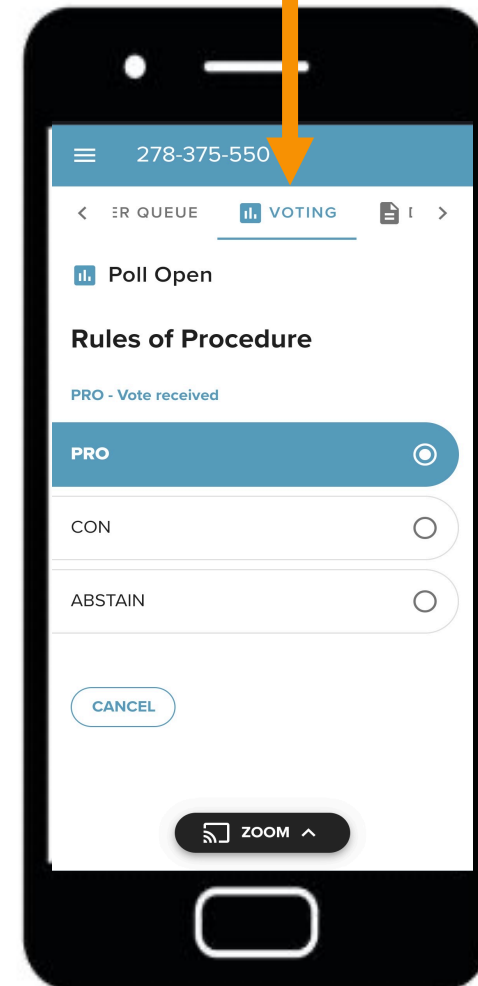 278-375-550
ER QUEUE VOTING
Poll Open
Rules of Procedure
PRO - Vote received
PRO
CON
ABSTAIN
CANCEL
ZOOM